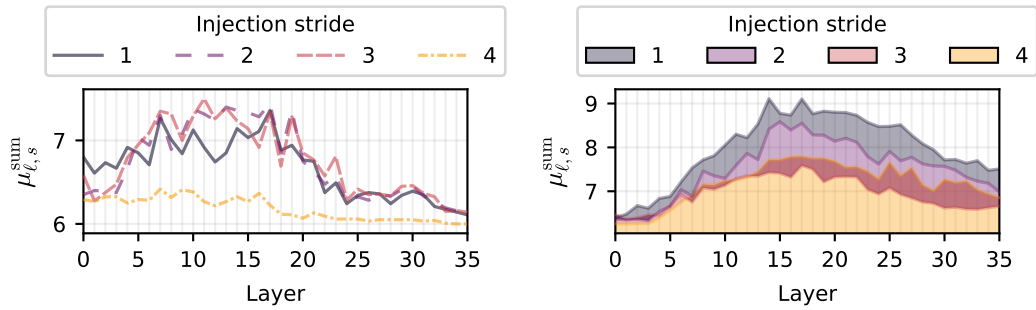 Injection stride
1 2 3 4
μ^sum_ℓ,s
7
6
0 5 10 15 20 25 30 35
Layer
Injection stride
1 2 3 4
μ^sum_ℓ,s
9
8
7
0 5 10 15 20 25 30 35
Layer